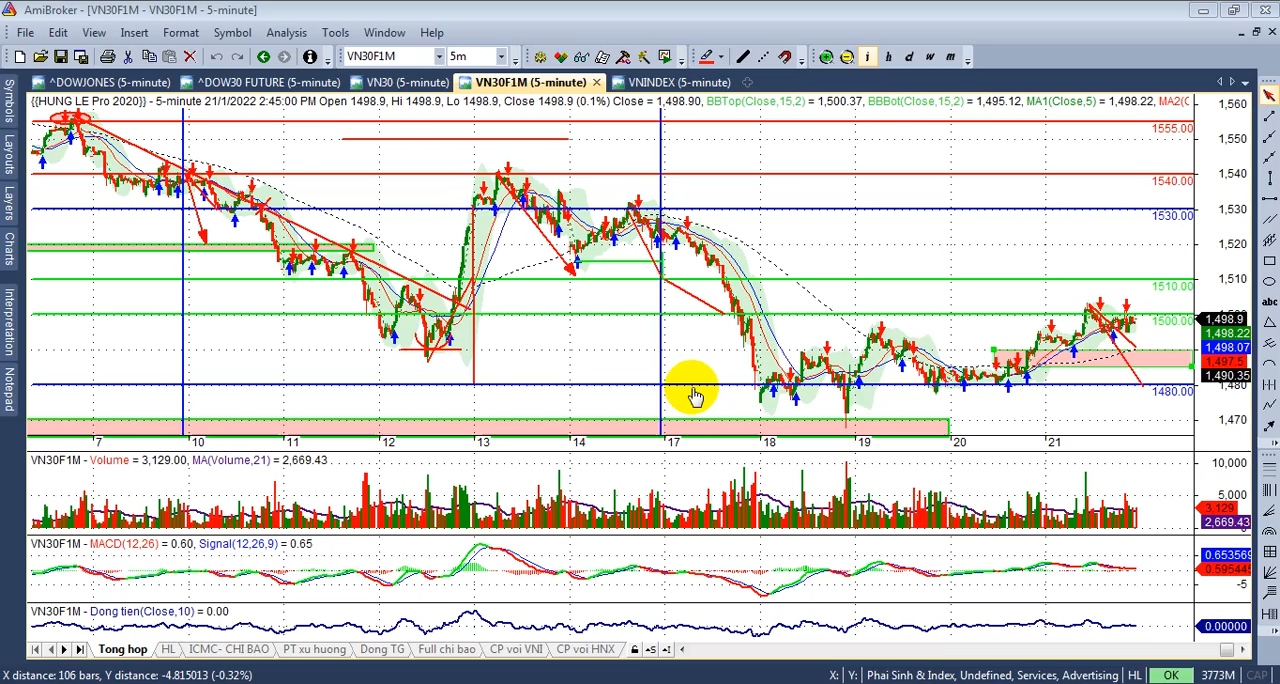 AmiBroker - [VN30F1M - VN30F1M - 5-minute]
File Edit View Insert Format Symbol Analysis Tools Window Help
VN30F1M 5m i h d w m
^DOWJONES (5-minute) ^DOW30 FUTURE (5-minute) VN30 (5-minute) VN30F1M (5-minute) VNINDEX (5-minute)
{{HUNG LE Pro 2020}} - 5-minute 21/1/2022 2:45:00 PM Open 1498.9, Hi 1498.9, Lo 1498.9, Close 1498.9 (0.1%) Close = 1,498.90, BBTop(Close,15,2) = 1,500.37, BBBot(Close,15,2) = 1,495.12, MA1(Close,5) = 1,498.22, MA2(C
Symbols
Layouts
Layers
Charts
Interpretation
Notepad
abc
1,560
1555.00
1,550
1540.00 1,540
1530.00 1,530
1,520
1510.00 1,510
1500.00
1,498.9
1,498.22
1,498.07
1,497.5
1,490.35
1480.00 1,480
1,470
7 10 11 12 13 14 17 18 19 20 21
VN30F1M - Volume = 3,129.00, MA(Volume,21) = 2,669.43
10,000
5,000
3,129
2,669.43
VN30F1M - MACD(12,26) = 0.60, Signal(12,26,9) = 0.65
0.653569
0.595445
-5
VN30F1M - Dong tien(Close,10) = 0.00
0.00000
Tong hop HL ICMC- CHI BAO PT xu huong Dong TG Full chi bao CP voi VNI CP voi HNX
X distance: 106 bars, Y distance: -4.815013 (-0.32%) X: Y: Phai Sinh & Index, Undefined, Services, Advertising HL OK 3773M CAP